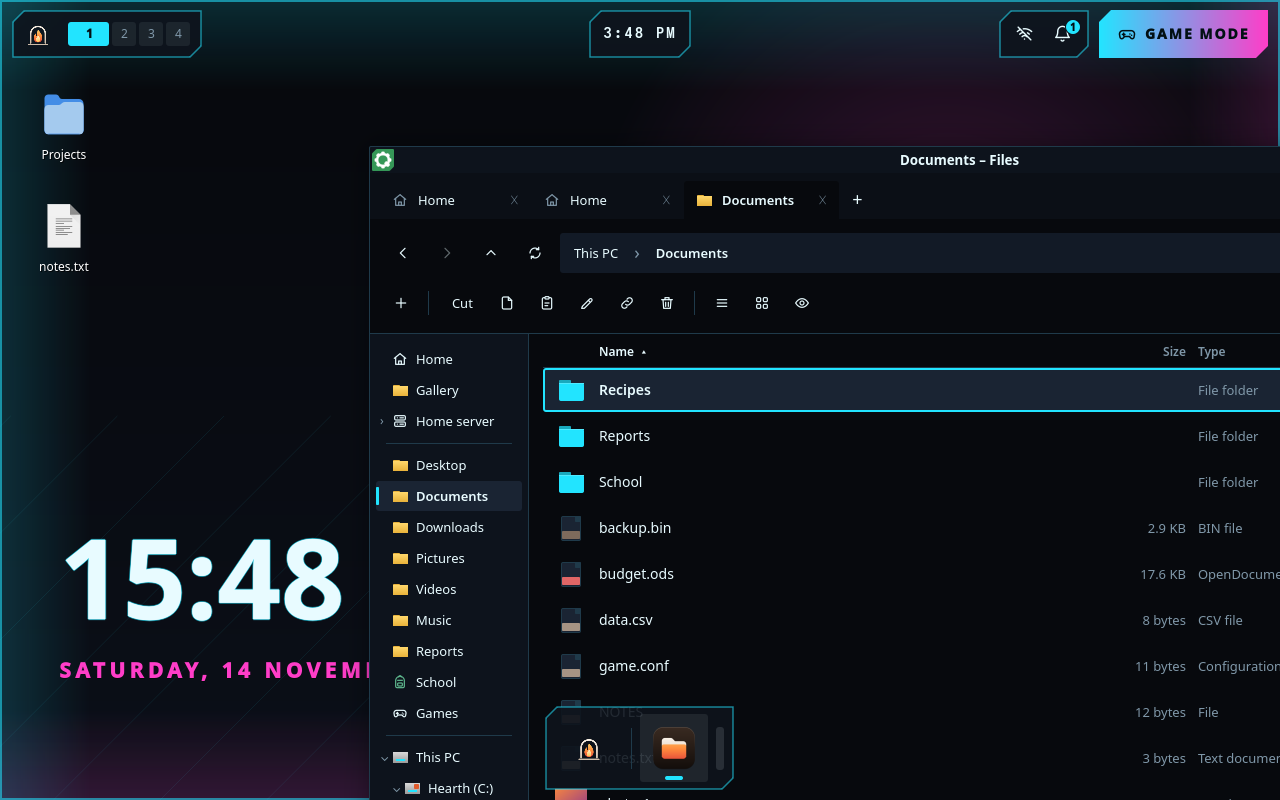 1 2 3 4
3:48 PM
1
GAME MODE
Projects
notes.txt
15:48
SATURDAY, 14 NOVEM
Documents – Files
Home
Home
Documents
This PC
Documents
Cut
Name
Size
Type
Home
Gallery
Home server
Desktop
Documents
Downloads
Pictures
Videos
Music
Reports
School
Games
This PC
Hearth (C:)
Recipes File folder
Reports File folder
School File folder
backup.bin 2.9 KB BIN file
budget.ods 17.6 KB OpenDocume
data.csv 8 bytes CSV file
game.conf 11 bytes Configuration
NOTES 12 bytes File
notes.tx 3 bytes Text documen